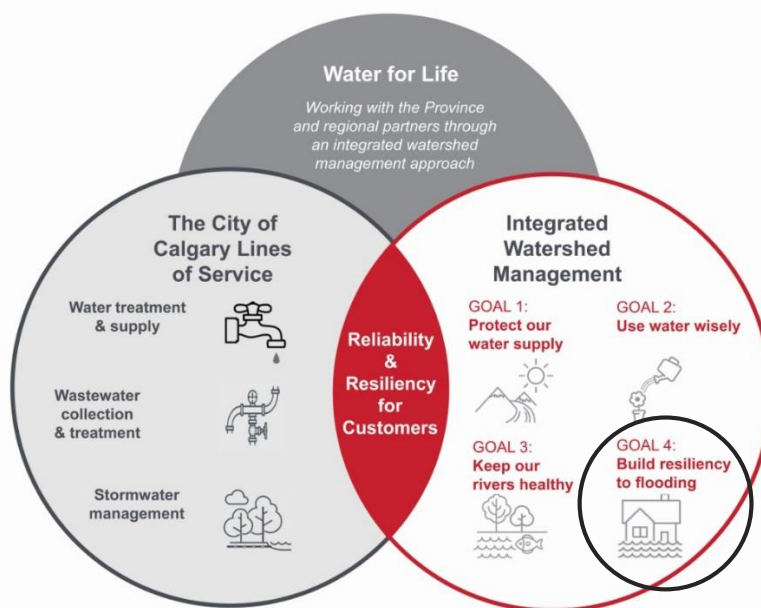 Water for Life
Working with the Province
and regional partners through
an integrated watershed
management approach
The City of
Calgary Lines
of Service
Water treatment
& supply
Wastewater
collection
& treatment
Stormwater
management
Reliability
&
Resiliency
for
Customers
Integrated
Watershed
Management
GOAL 1:
Protect our
water supply
GOAL 2:
Use water wisely
GOAL 3:
Keep our
rivers healthy
GOAL 4:
Build resiliency
to flooding